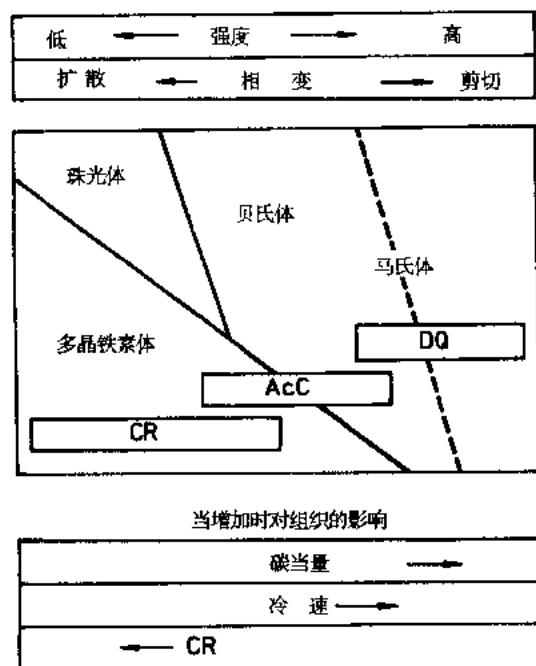 低 强度 高
扩散 相变 剪切
珠光体
贝氏体
马氏体
多晶铁素体
DQ
AcC
CR
当增加时对组织的影响
碳当量
冷速
CR